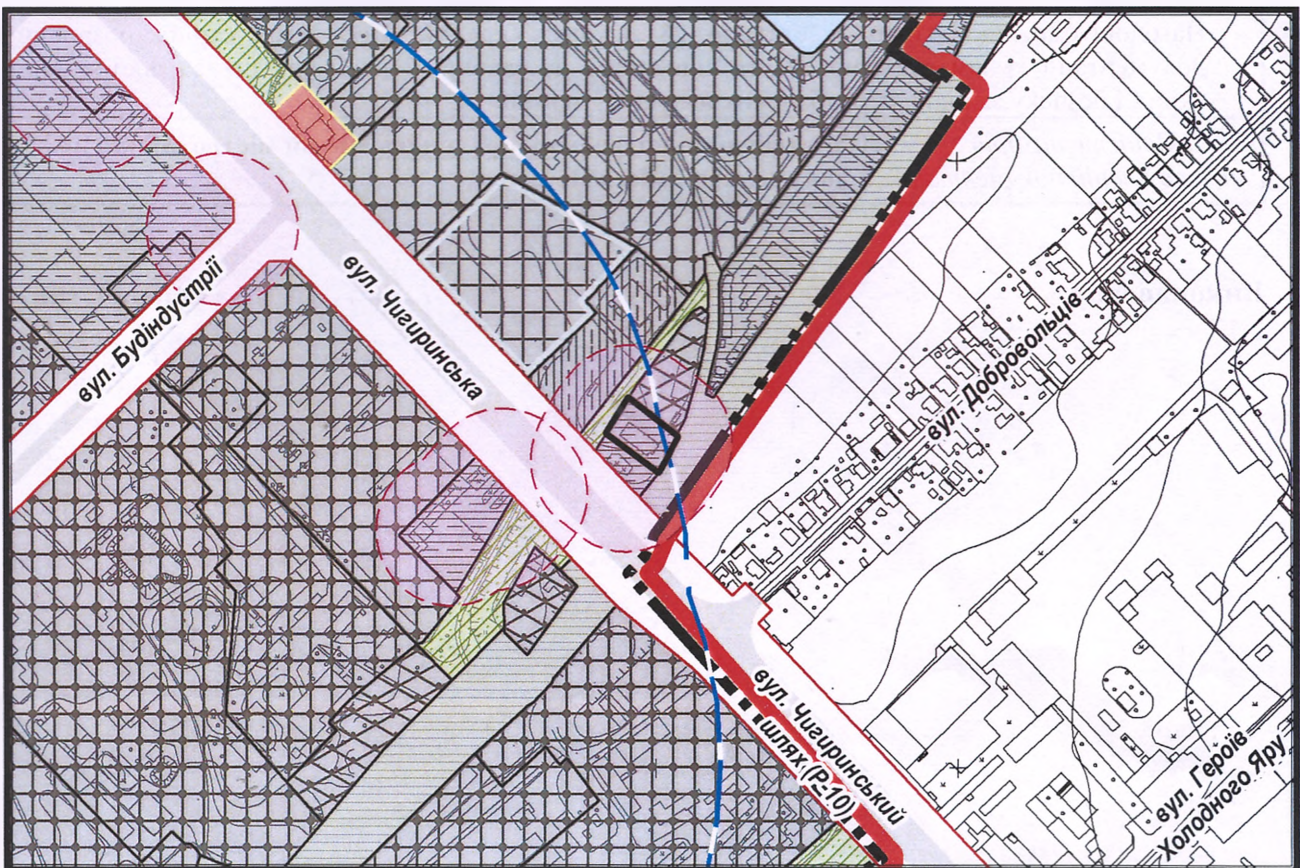 вул. Будіндустрії
вул. Чигиринська
вул. Добровольців
вул. Чигиринський
шлях (Р-10)
вул. Героїв
Холодного Яру